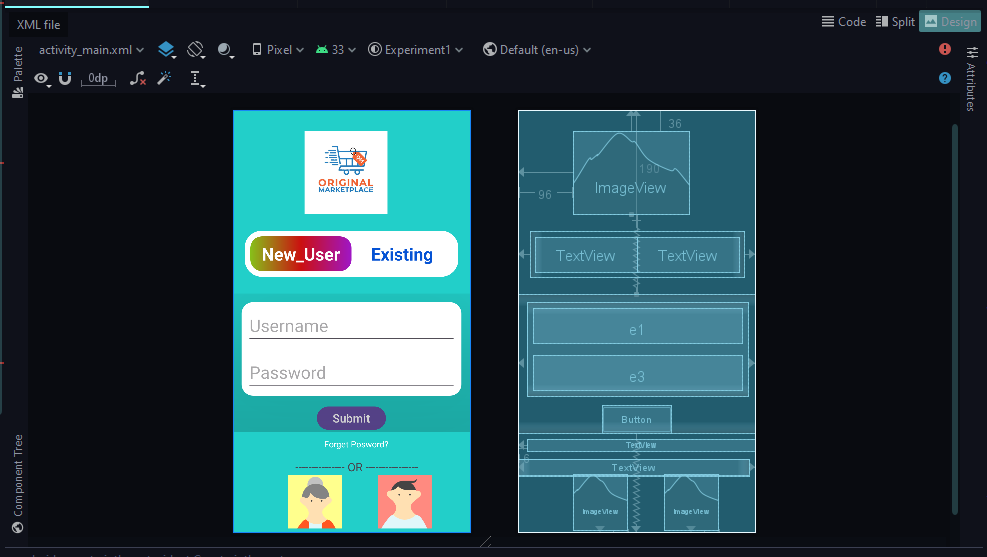 XML file
Code
Split
Design
activity_main.xml
Pixel
33
Experiment1
Default (en-us)
Palette
0dp
Attributes
36
190
ImageView
96
ORIGINAL
MARKETPLACE
New_User
Existing
TextView
TextView
Username
e1
Password
e3
Submit
Button
Forget Posword?
TextView
---------------- OR -----------------
TextView
ImageView
ImageView
Component Tree